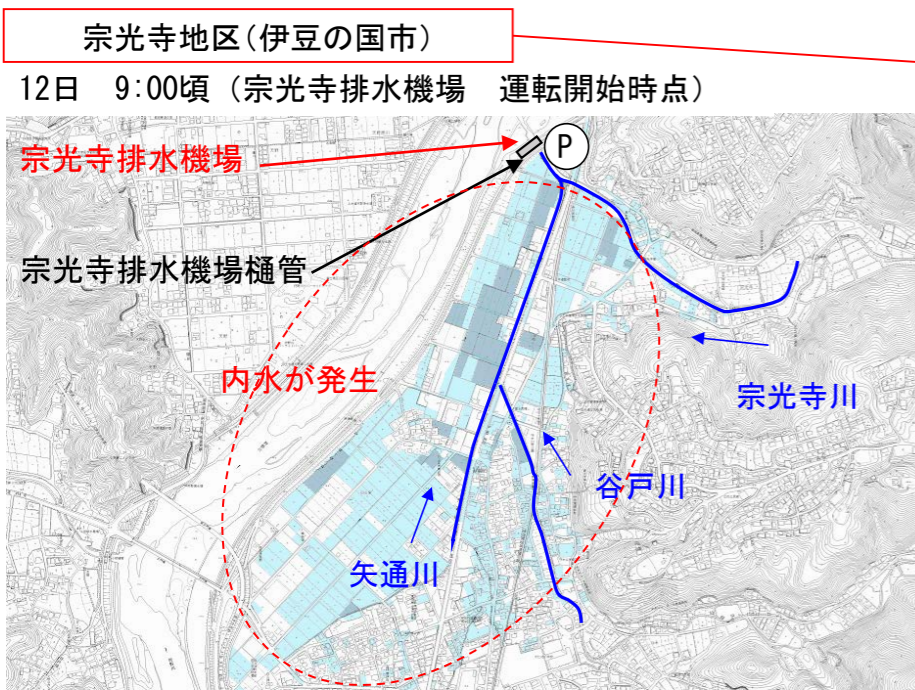 宗光寺地区(伊豆の国市)
12日　9:00頃（宗光寺排水機場　運転開始時点）
宗光寺排水機場
P
宗光寺排水機場樋管
内水が発生
宗光寺川
谷戸川
矢通川